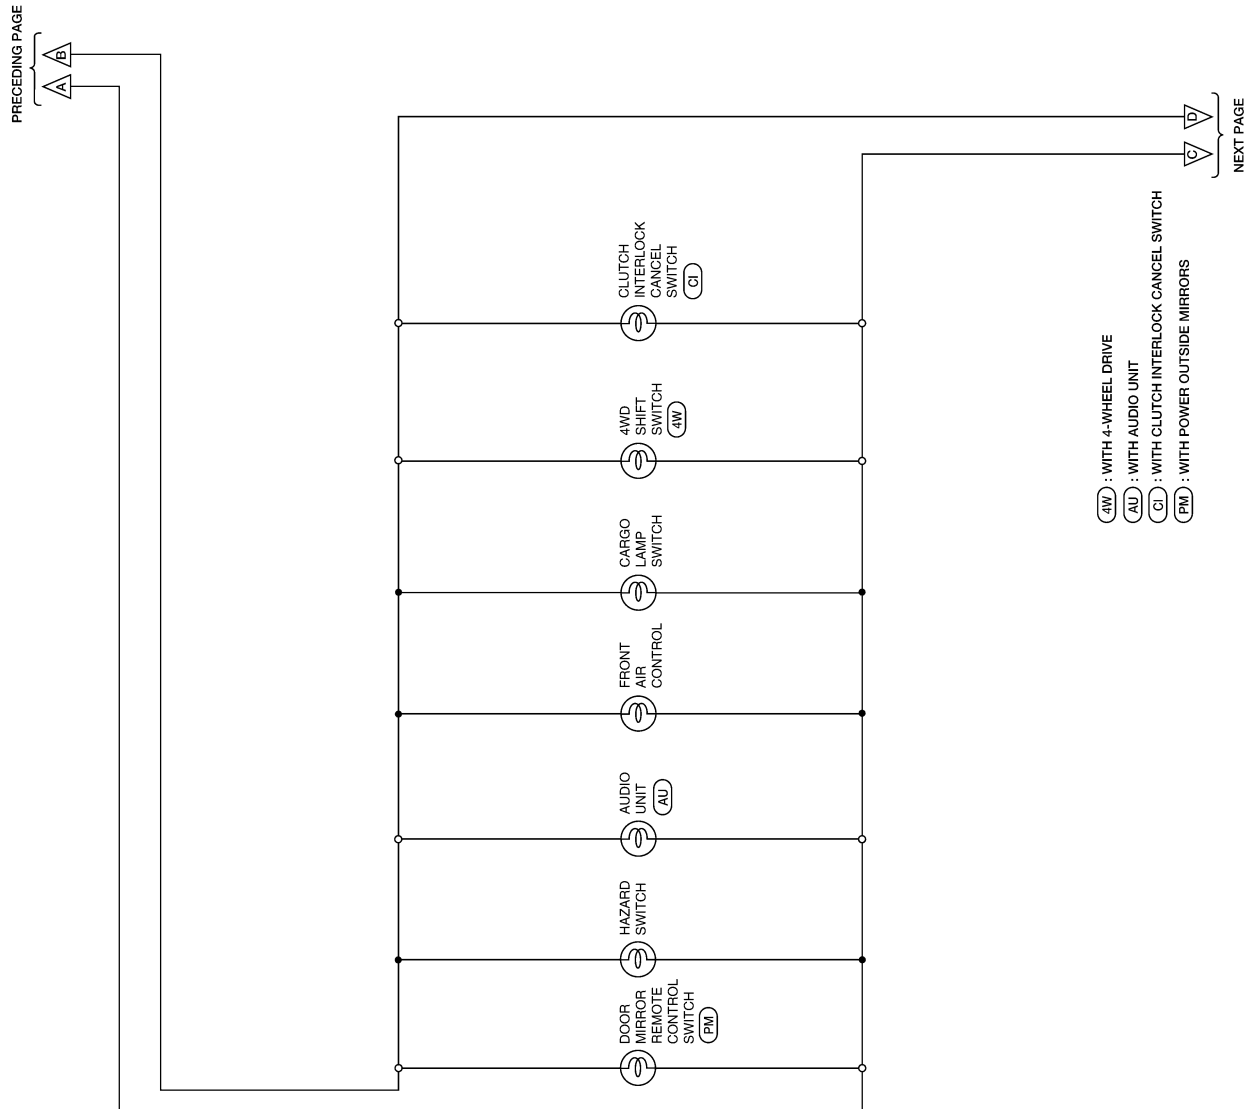 PRECEDING PAGE
B
A
D
C
NEXT PAGE
CLUTCH
INTERLOCK
CANCEL
SWITCH
CI
4WD
SHIFT
SWITCH
4W
CARGO
LAMP
SWITCH
FRONT
AIR
CONTROL
AUDIO
UNIT
AU
HAZARD
SWITCH
DOOR
MIRROR
REMOTE
CONTROL
SWITCH
PM
4W : WITH 4-WHEEL DRIVE
AU : WITH AUDIO UNIT
CI : WITH CLUTCH INTERLOCK CANCEL SWITCH
PM : WITH POWER OUTSIDE MIRRORS